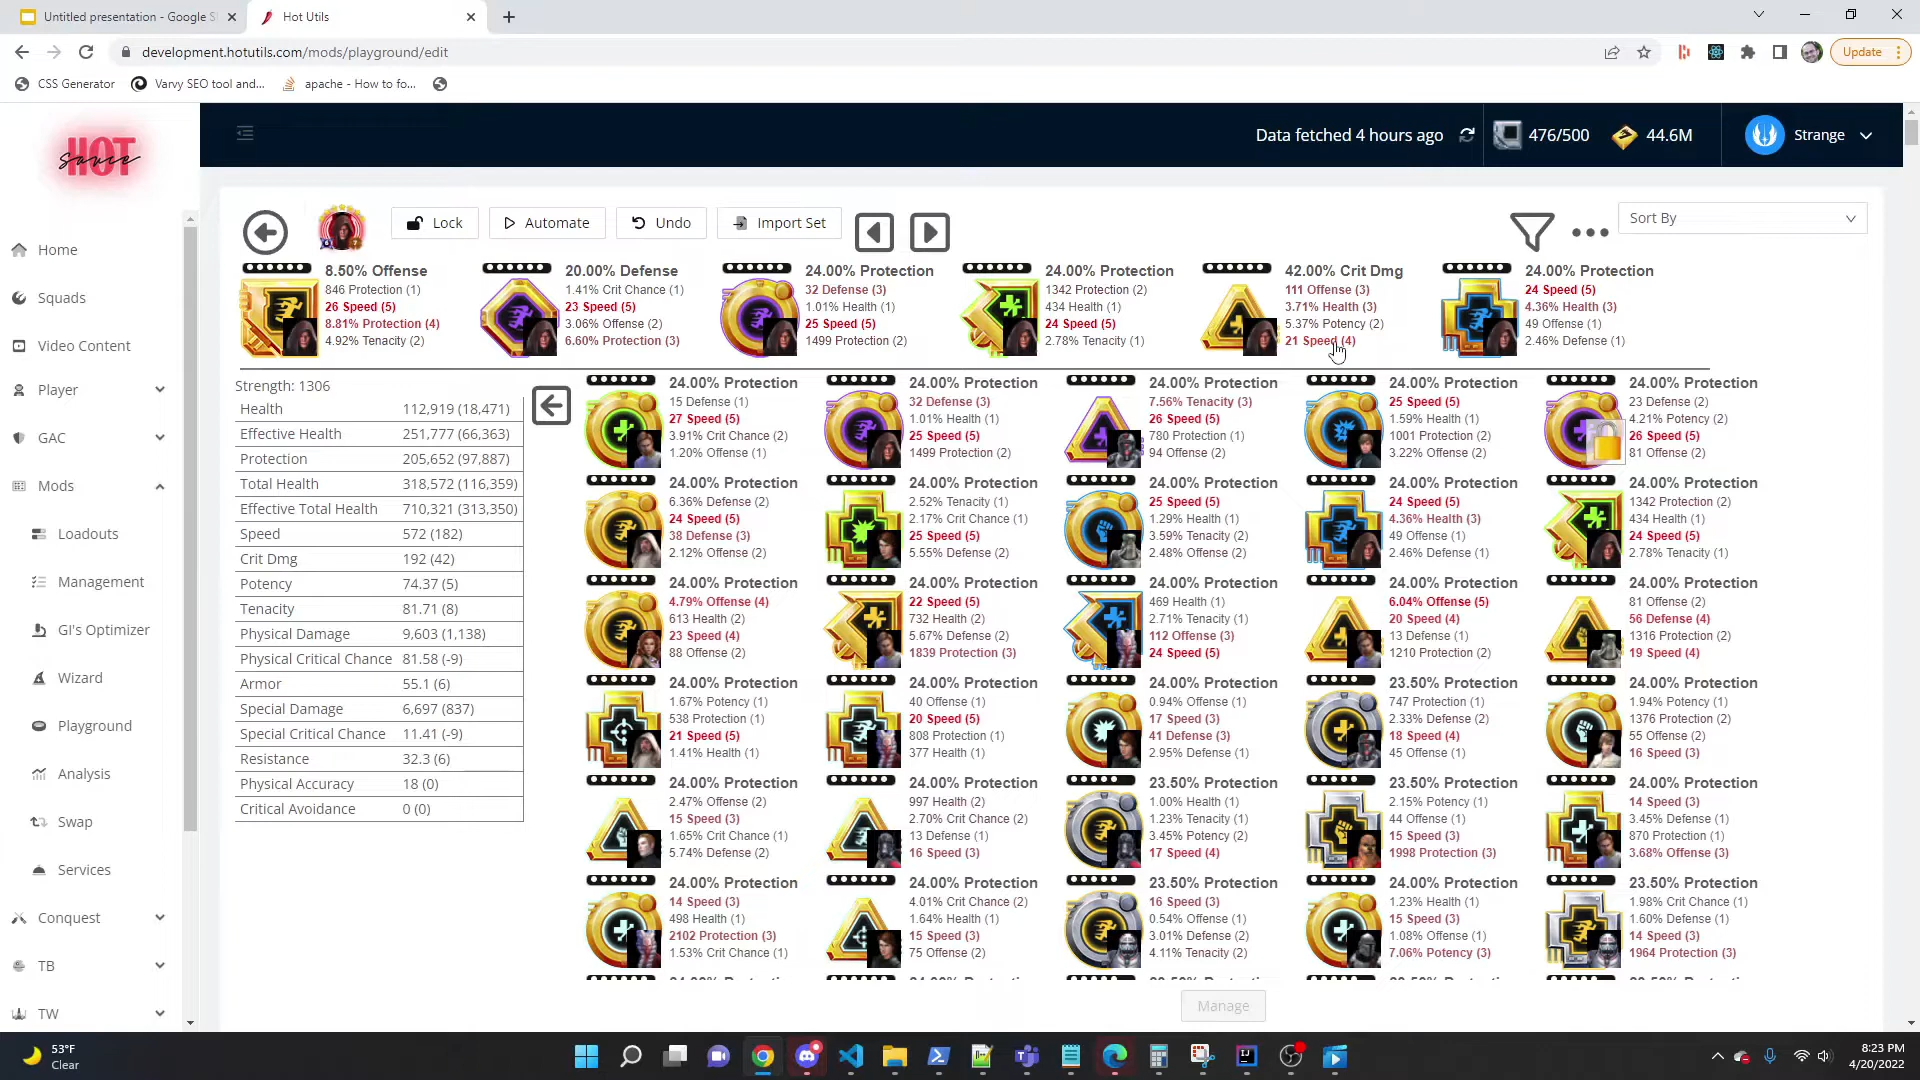 Untitled presentation - Google S
Hot Utils
development.hotutils.com/mods/playground/edit
Update
CSS Generator
Varvy SEO tool and...
apache - How to fo...
HOT
sauce
Data fetched 4 hours ago
476/500
44.6M
Strange
Home
Squads
Video Content
Player
GAC
Mods
Loadouts
Management
GI's Optimizer
Wizard
Playground
Analysis
Swap
Services
Conquest
TB
TW
Lock
Automate
Undo
Import Set
Sort By
8.50% Offense
846 Protection (1)
26 Speed (5)
8.81% Protection (4)
4.92% Tenacity (2)
20.00% Defense
1.41% Crit Chance (1)
23 Speed (5)
3.06% Offense (2)
6.60% Protection (3)
24.00% Protection
32 Defense (3)
1.01% Health (1)
25 Speed (5)
1499 Protection (2)
24.00% Protection
1342 Protection (2)
434 Health (1)
24 Speed (5)
2.78% Tenacity (1)
42.00% Crit Dmg
111 Offense (3)
3.71% Health (3)
5.37% Potency (2)
21 Speed (4)
24.00% Protection
24 Speed (5)
4.36% Health (3)
49 Offense (1)
2.46% Defense (1)
Strength: 1306
Health 112,919 (18,471)
Effective Health 251,777 (66,363)
Protection 205,652 (97,887)
Total Health 318,572 (116,359)
Effective Total Health 710,321 (313,350)
Speed 572 (182)
Crit Dmg 192 (42)
Potency 74.37 (5)
Tenacity 81.71 (8)
Physical Damage 9,603 (1,138)
Physical Critical Chance 81.58 (-9)
Armor 55.1 (6)
Special Damage 6,697 (837)
Special Critical Chance 11.41 (-9)
Resistance 32.3 (6)
Physical Accuracy 18 (0)
Critical Avoidance 0 (0)
24.00% Protection
15 Defense (1)
27 Speed (5)
3.91% Crit Chance (2)
1.20% Offense (1)
24.00% Protection
32 Defense (3)
1.01% Health (1)
25 Speed (5)
1499 Protection (2)
24.00% Protection
7.56% Tenacity (3)
26 Speed (5)
780 Protection (1)
94 Offense (2)
24.00% Protection
25 Speed (5)
1.59% Health (1)
1001 Protection (2)
3.22% Offense (2)
24.00% Protection
23 Defense (2)
4.21% Potency (2)
26 Speed (5)
81 Offense (2)
24.00% Protection
6.36% Defense (2)
24 Speed (5)
38 Defense (3)
2.12% Offense (2)
24.00% Protection
2.52% Tenacity (1)
2.17% Crit Chance (1)
25 Speed (5)
5.55% Defense (2)
24.00% Protection
25 Speed (5)
1.29% Health (1)
3.59% Tenacity (2)
2.48% Offense (2)
24.00% Protection
24 Speed (5)
4.36% Health (3)
49 Offense (1)
2.46% Defense (1)
24.00% Protection
1342 Protection (2)
434 Health (1)
24 Speed (5)
2.78% Tenacity (1)
24.00% Protection
4.79% Offense (4)
613 Health (2)
23 Speed (4)
88 Offense (2)
24.00% Protection
22 Speed (5)
732 Health (2)
5.67% Defense (2)
1839 Protection (3)
24.00% Protection
469 Health (1)
2.71% Tenacity (1)
112 Offense (3)
24 Speed (5)
24.00% Protection
6.04% Offense (5)
20 Speed (4)
13 Defense (1)
1210 Protection (2)
24.00% Protection
81 Offense (2)
56 Defense (4)
1316 Protection (2)
19 Speed (4)
24.00% Protection
1.67% Potency (1)
538 Protection (1)
21 Speed (5)
1.41% Health (1)
24.00% Protection
40 Offense (1)
20 Speed (5)
808 Protection (1)
377 Health (1)
24.00% Protection
0.94% Offense (1)
17 Speed (3)
41 Defense (3)
2.95% Defense (1)
23.50% Protection
747 Protection (1)
2.33% Defense (2)
18 Speed (4)
45 Offense (1)
24.00% Protection
1.94% Potency (1)
1376 Protection (2)
55 Offense (2)
16 Speed (3)
24.00% Protection
2.47% Offense (2)
15 Speed (3)
1.65% Crit Chance (1)
5.74% Defense (2)
24.00% Protection
997 Health (2)
2.70% Crit Chance (2)
13 Defense (1)
16 Speed (3)
23.50% Protection
1.00% Health (1)
1.23% Tenacity (1)
3.45% Potency (2)
17 Speed (4)
23.50% Protection
2.15% Potency (1)
44 Offense (1)
15 Speed (3)
1998 Protection (3)
24.00% Protection
14 Speed (3)
3.45% Defense (1)
870 Protection (1)
3.68% Offense (3)
24.00% Protection
14 Speed (3)
498 Health (1)
2102 Protection (3)
1.53% Crit Chance (1)
24.00% Protection
4.01% Crit Chance (2)
1.64% Health (1)
15 Speed (3)
75 Offense (2)
23.50% Protection
16 Speed (3)
0.54% Offense (1)
3.01% Defense (2)
4.11% Tenacity (2)
24.00% Protection
1.23% Health (1)
15 Speed (3)
1.08% Offense (1)
7.06% Potency (3)
23.50% Protection
1.98% Crit Chance (1)
1.60% Defense (1)
14 Speed (3)
1964 Protection (3)
Manage
53°F
Clear
8:23 PM
4/20/2022